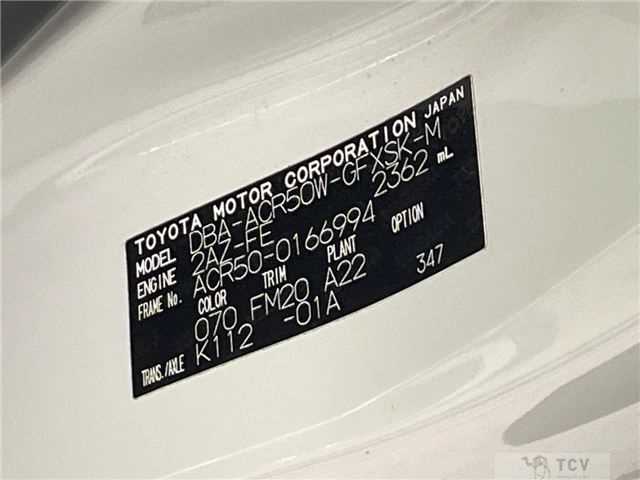 TOYOTA MOTOR CORPORATION JAPAN
MODEL DBA-ACR50W-GFXSK-M
ENGINE 2AZ-FE 2362 mL
FRAME No. ACR50-0166994
COLOR TRIM PLANT OPTION
070 FM20 A22 347
TRANS./AXLE K112 -01A
TCV